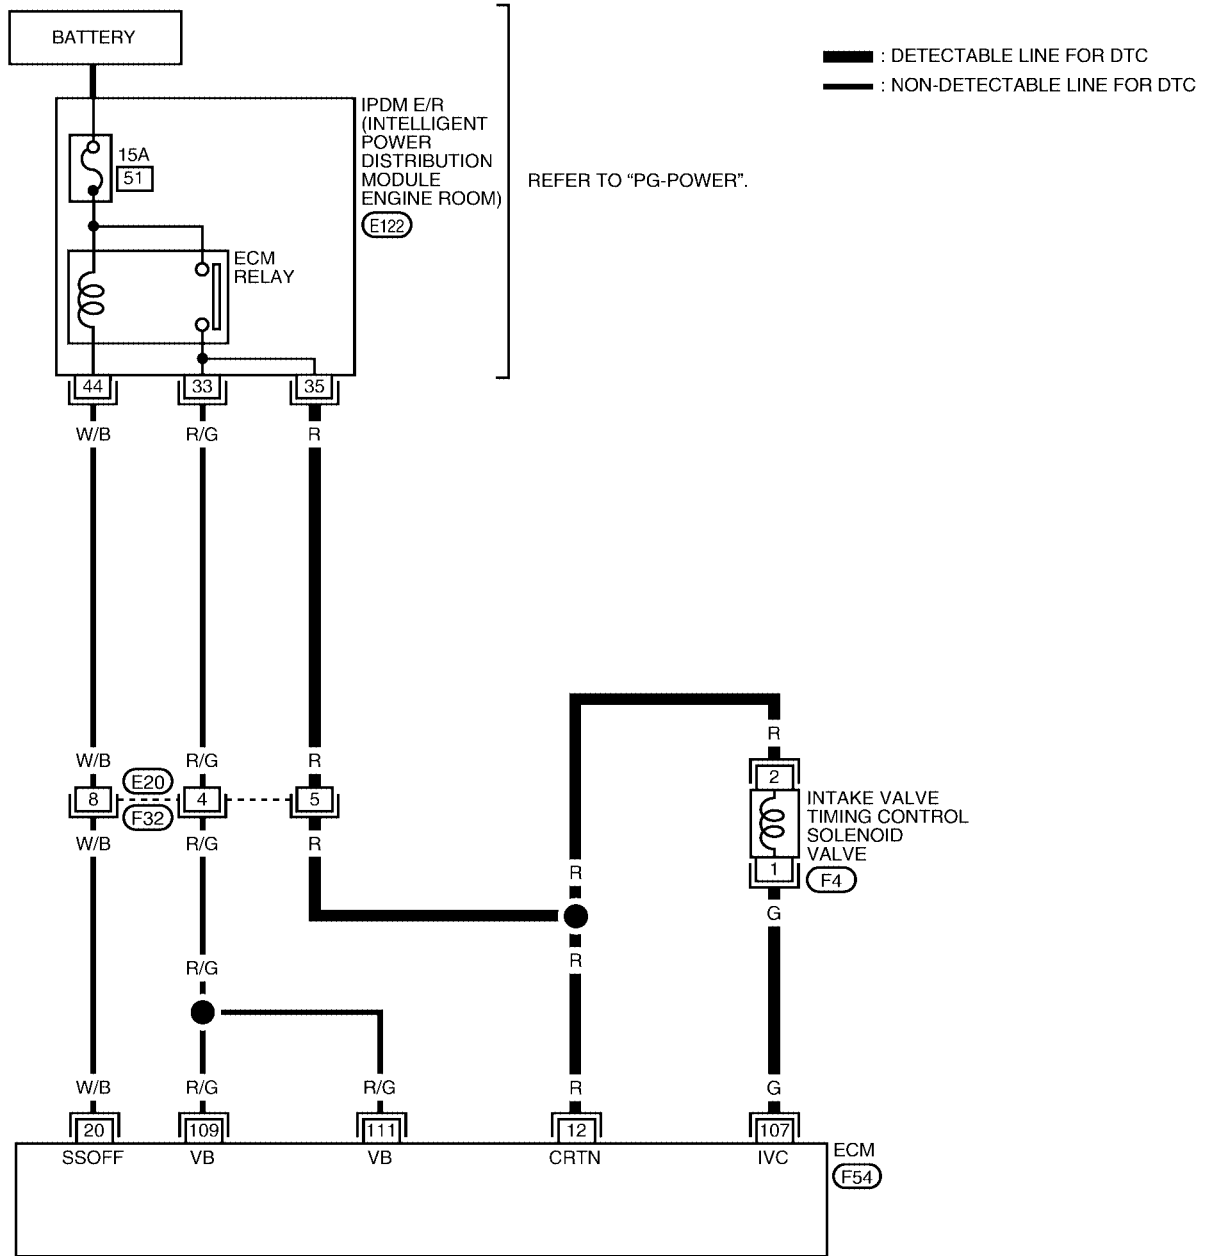 BATTERY
: DETECTABLE LINE FOR DTC
: NON-DETECTABLE LINE FOR DTC
IPDM E/R
(INTELLIGENT
POWER
DISTRIBUTION
MODULE
ENGINE ROOM)
E122
15A
51
REFER TO “PG-POWER”.
ECM
RELAY
44
33
35
W/B
R/G
R
R
W/B
R/G
R
2
8
E20
4
5
F32
INTAKE VALVE
TIMING CONTROL
SOLENOID
VALVE
F4
W/B
R/G
R
1
R
G
R
R/G
W/B
R/G
R/G
R
G
20
109
111
12
107
SSOFF
VB
VB
CRTN
IVC
ECM
F54